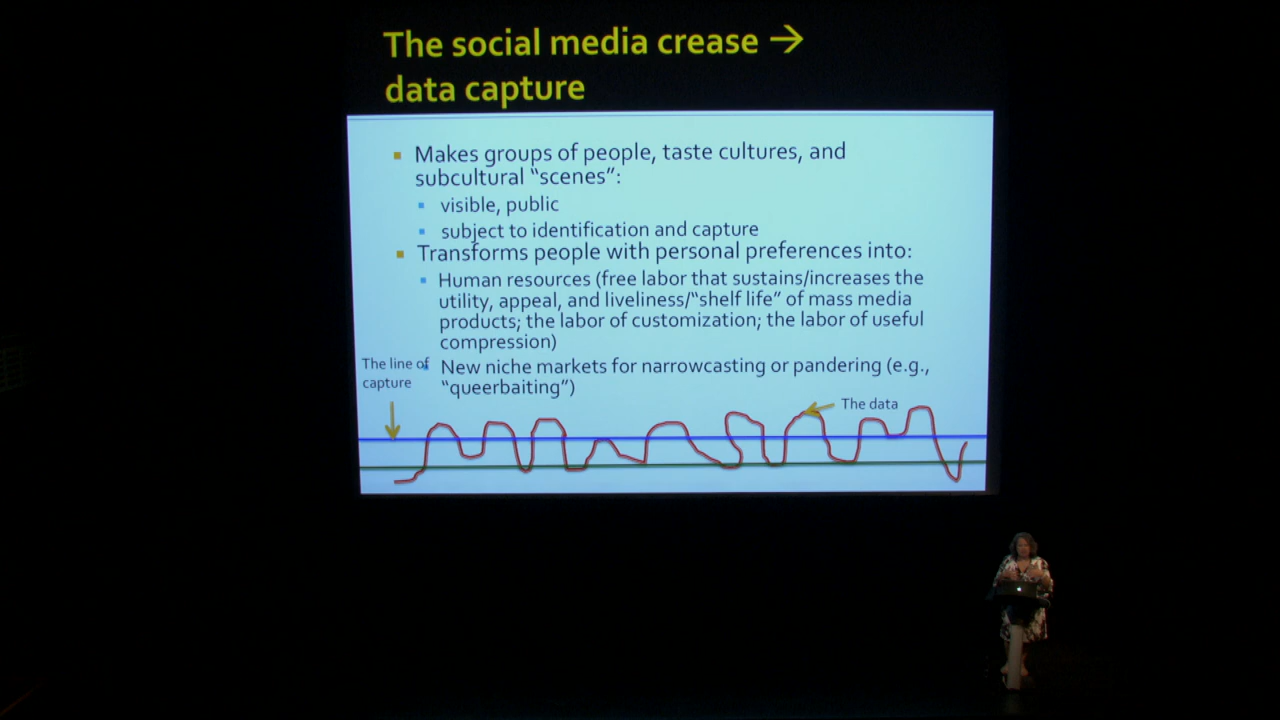 The social media crease →
data capture
Makes groups of people, taste cultures, and
subcultural “scenes”:
visible, public
subject to identification and capture
Transforms people with personal preferences into:
Human resources (free labor that sustains/increases the
utility, appeal, and liveliness/“shelf life” of mass media
products; the labor of customization; the labor of useful
compression)
New niche markets for narrowcasting or pandering (e.g.,
“queerbaiting”)
The line of
capture
The data